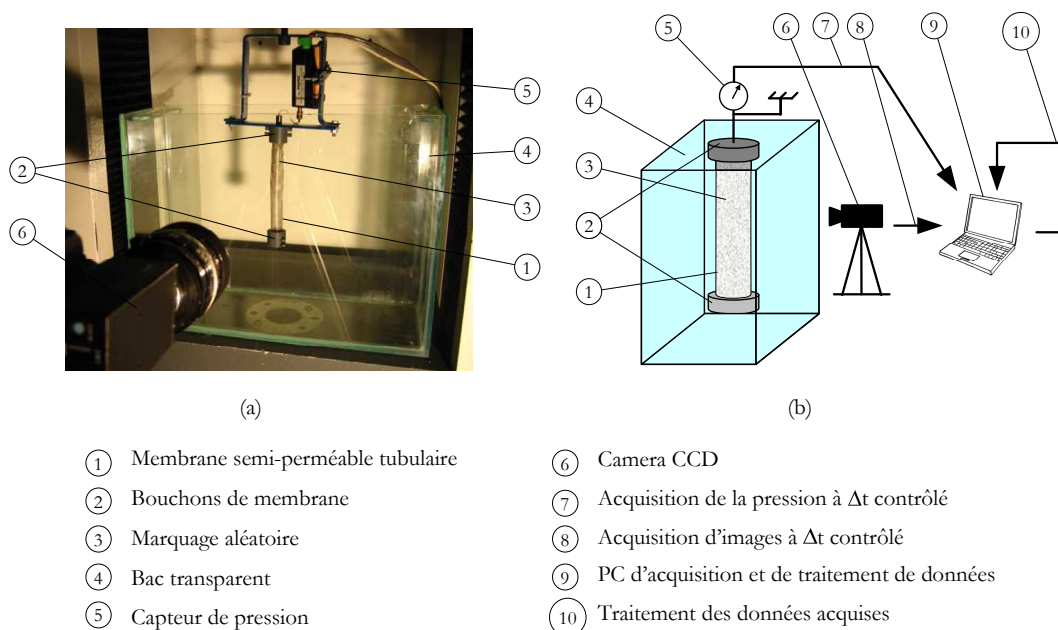 5
4
3
2
1
6
5
6
7
8
9
10
4
3
2
1
(a)
(b)
1 Membrane semi-perméable tubulaire
2 Bouchons de membrane
3 Marquage aléatoire
4 Bac transparent
5 Capteur de pression
6 Camera CCD
7 Acquisition de la pression à Δt contrôlé
8 Acquisition d'images à Δt contrôlé
9 PC d'acquisition et de traitement de données
10 Traitement des données acquises